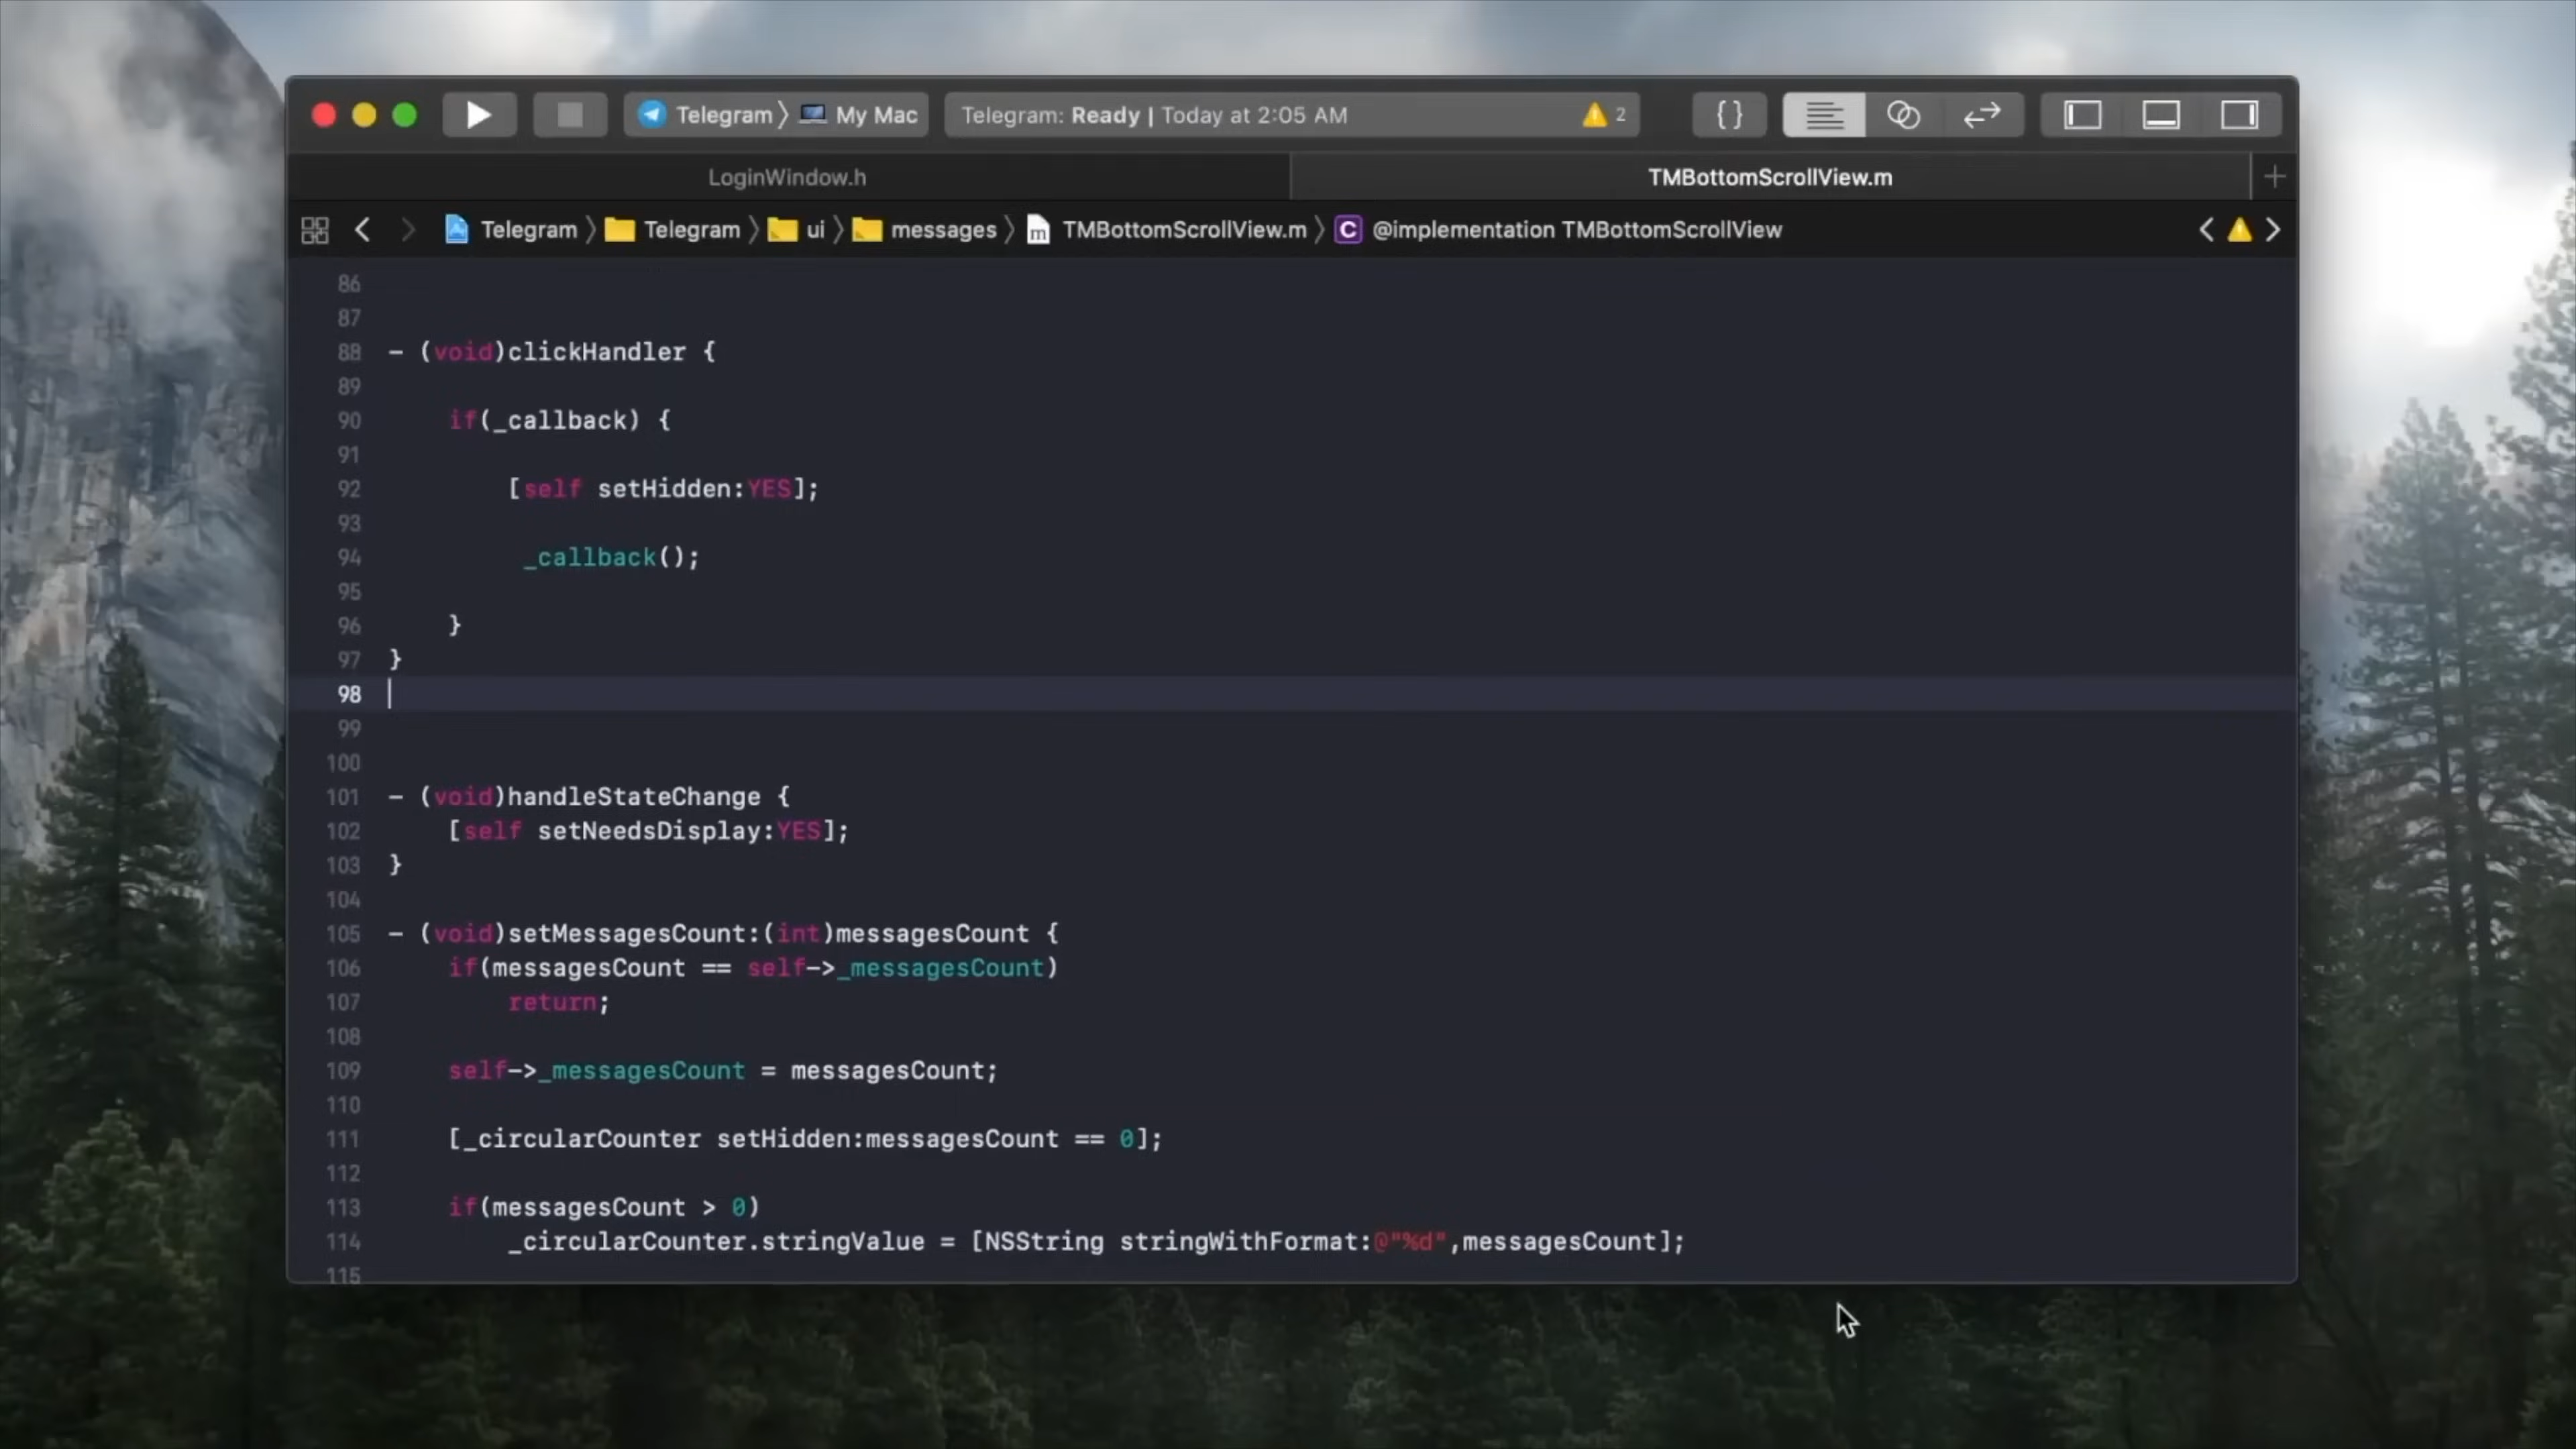 Telegram 〉 My Mac
Telegram: Ready | Today at 2:05 AM 2
{ }
LoginWindow.h
TMBottomScrollView.m
+
Telegram 〉 Telegram 〉 ui 〉 messages 〉 m TMBottomScrollView.m 〉 C @implementation TMBottomScrollView
86
87
88 - (void)clickHandler {
89
90 if(_callback) {
91
92 [self setHidden:YES];
93
94 _callback();
95
96 }
97 }
98
99
100
101 - (void)handleStateChange {
102 [self setNeedsDisplay:YES];
103 }
104
105 - (void)setMessagesCount:(int)messagesCount {
106 if(messagesCount == self->_messagesCount)
107 return;
108
109 self->_messagesCount = messagesCount;
110
111 [_circularCounter setHidden:messagesCount == 0];
112
113 if(messagesCount > 0)
114 _circularCounter.stringValue = [NSString stringWithFormat:@"%d",messagesCount];
115